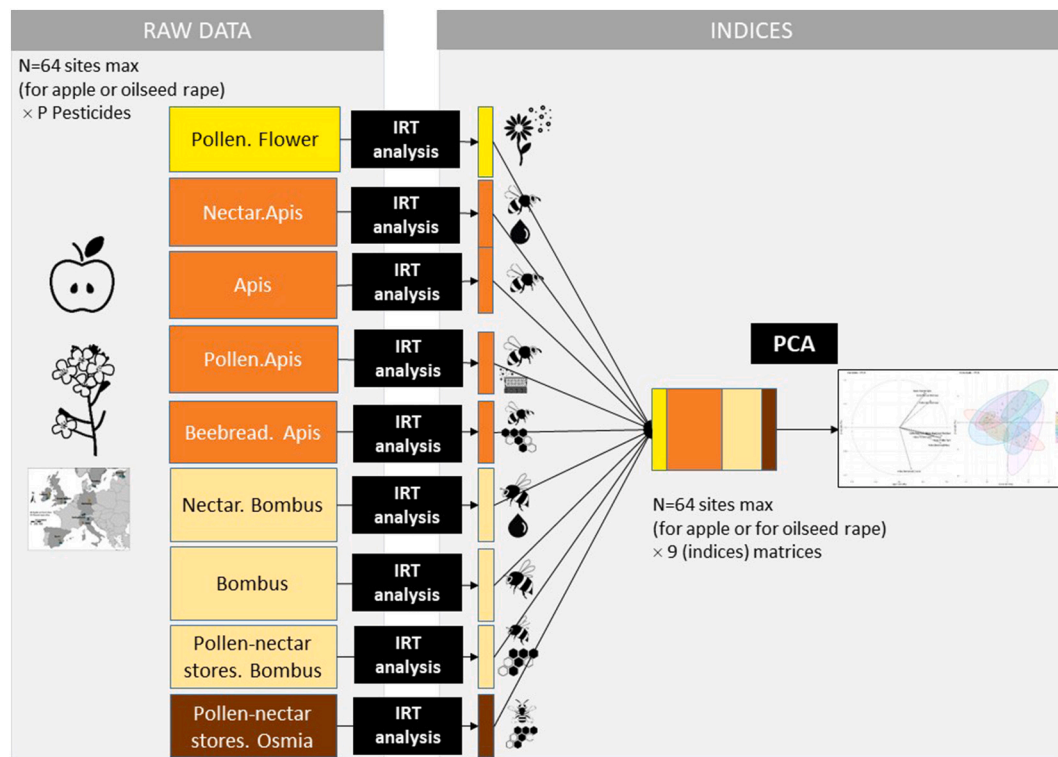 RAW DATA
INDICES
N=64 sites max
(for apple or oilseed rape)
× P Pesticides
Pollen. Flower
IRT
analysis
Nectar.Apis
IRT
analysis
Apis
IRT
analysis
Pollen.Apis
IRT
analysis
Beebread. Apis
IRT
analysis
Nectar. Bombus
IRT
analysis
Bombus
IRT
analysis
Pollen-nectar
stores. Bombus
IRT
analysis
Pollen-nectar
stores. Osmia
IRT
analysis
PCA
N=64 sites max
(for apple or for oilseed rape)
× 9 (indices) matrices